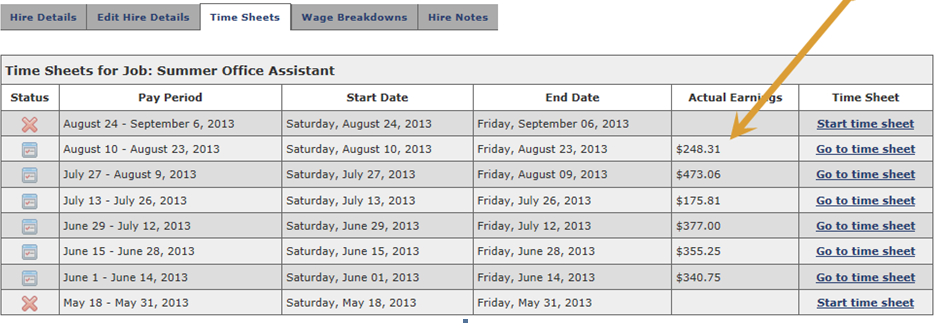 Hire Details Edit Hire Details Time Sheets Wage Breakdowns Hire Notes
Time Sheets for Job: Summer Office Assistant
Status Pay Period Start Date End Date Actual Earnings Time Sheet
August 24 - September 6, 2013 Saturday, August 24, 2013 Friday, September 06, 2013 Start time sheet
August 10 - August 23, 2013 Saturday, August 10, 2013 Friday, August 23, 2013 $248.31 Go to time sheet
July 27 - August 9, 2013 Saturday, July 27, 2013 Friday, August 09, 2013 $473.06 Go to time sheet
July 13 - July 26, 2013 Saturday, July 13, 2013 Friday, July 26, 2013 $175.81 Go to time sheet
June 29 - July 12, 2013 Saturday, June 29, 2013 Friday, July 12, 2013 $377.00 Go to time sheet
June 15 - June 28, 2013 Saturday, June 15, 2013 Friday, June 28, 2013 $355.25 Go to time sheet
June 1 - June 14, 2013 Saturday, June 01, 2013 Friday, June 14, 2013 $340.75 Go to time sheet
May 18 - May 31, 2013 Saturday, May 18, 2013 Friday, May 31, 2013 Start time sheet